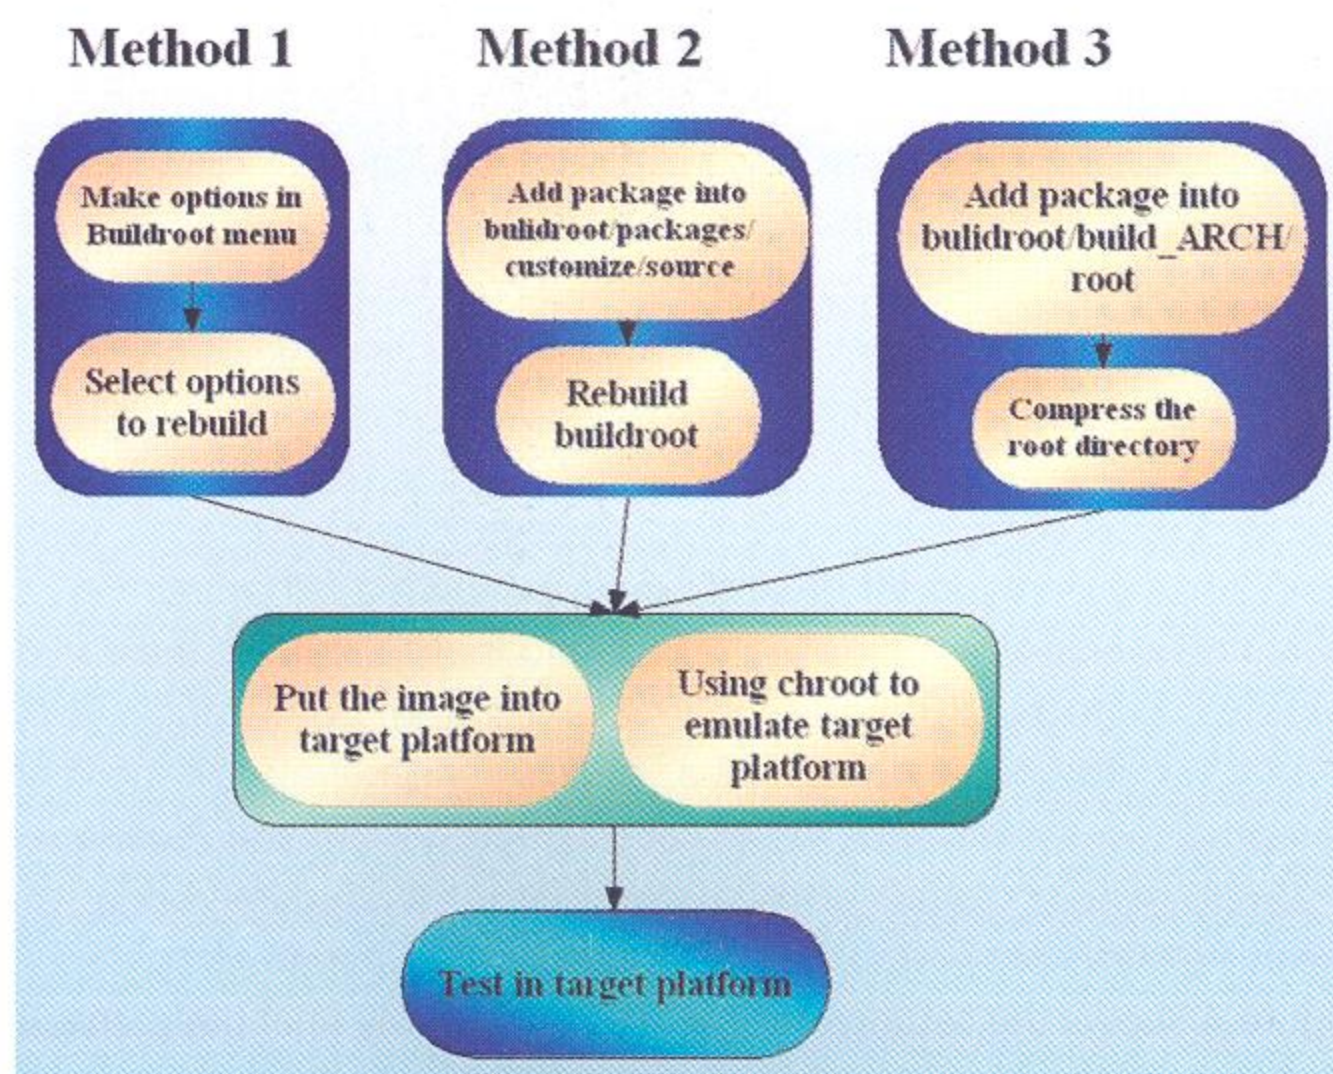 Method 1
Method 2
Method 3
Make options in
Buildroot menu
Select options
to rebuild
Add package into
bulidroot/packages/
customize/source
Rebuild
buildroot
Add package into
bulidroot/build_ARCH/
root
Compress the
root directory
Put the image into
target platform
Using chroot to
emulate target
platform
Test in target platform